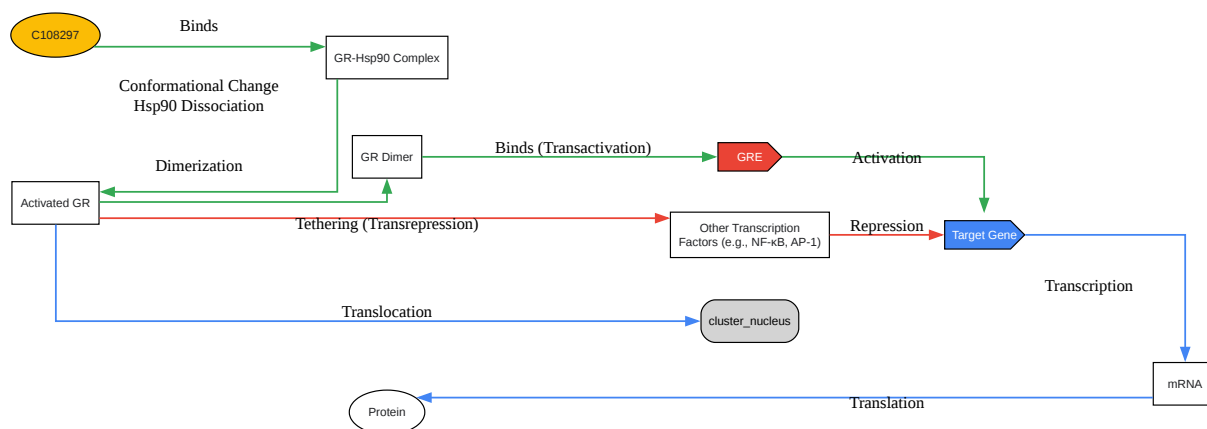 C108297
Binds
GR-Hsp90 Complex
Conformational Change
Hsp90 Dissociation
GR Dimer
Binds (Transactivation)
GRE
Activation
Dimerization
Activated GR
Tethering (Transrepression)
Other Transcription
Factors (e.g., NF-κB, AP-1)
Repression
Target Gene
Transcription
Translocation
cluster_nucleus
mRNA
Translation
Protein